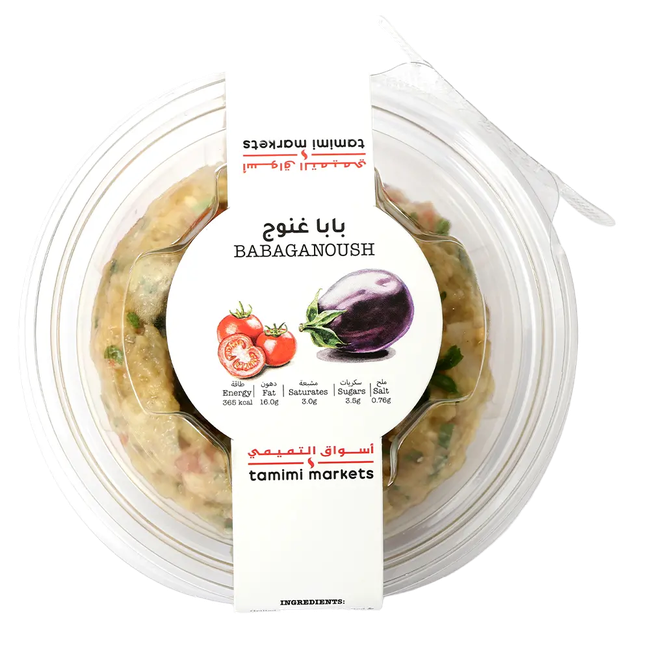 tamimi markets
أسواق التميمي
بابا غنوج
BABAGANOUSH
طاقة دهون مشبعة سكريات ملح
Energy Fat Saturates Sugars Salt
365 kcal 16.0g 3.0g 3.5g 0.76g
أسواق التميمي
tamimi markets
INGREDIENTS: